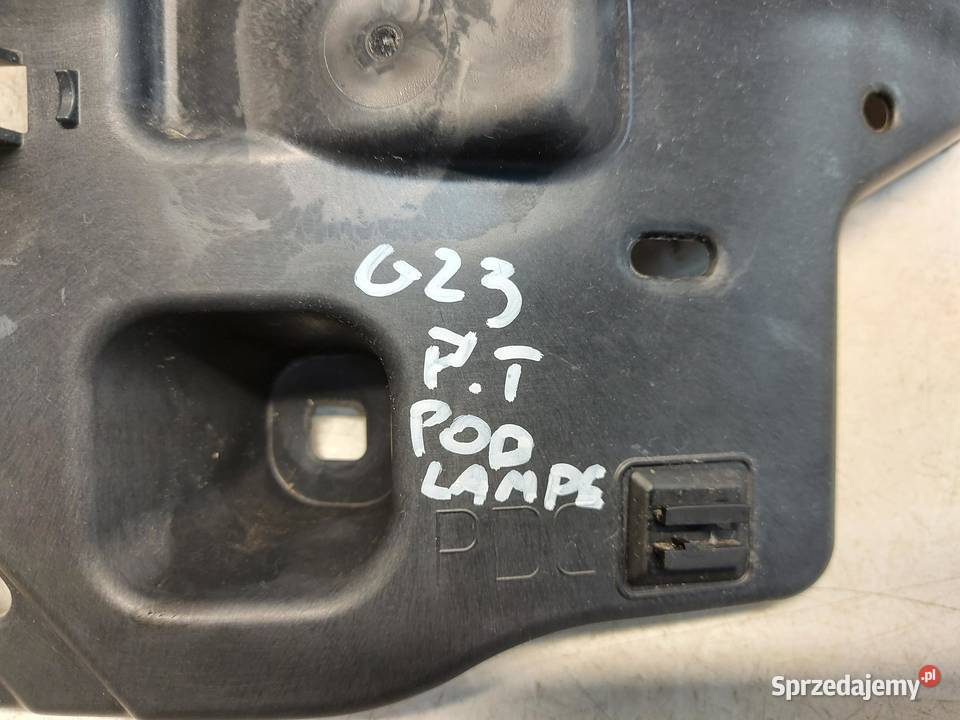 G23
P.T
POD
LAMPE
PDC
Sprzedajemy.pl